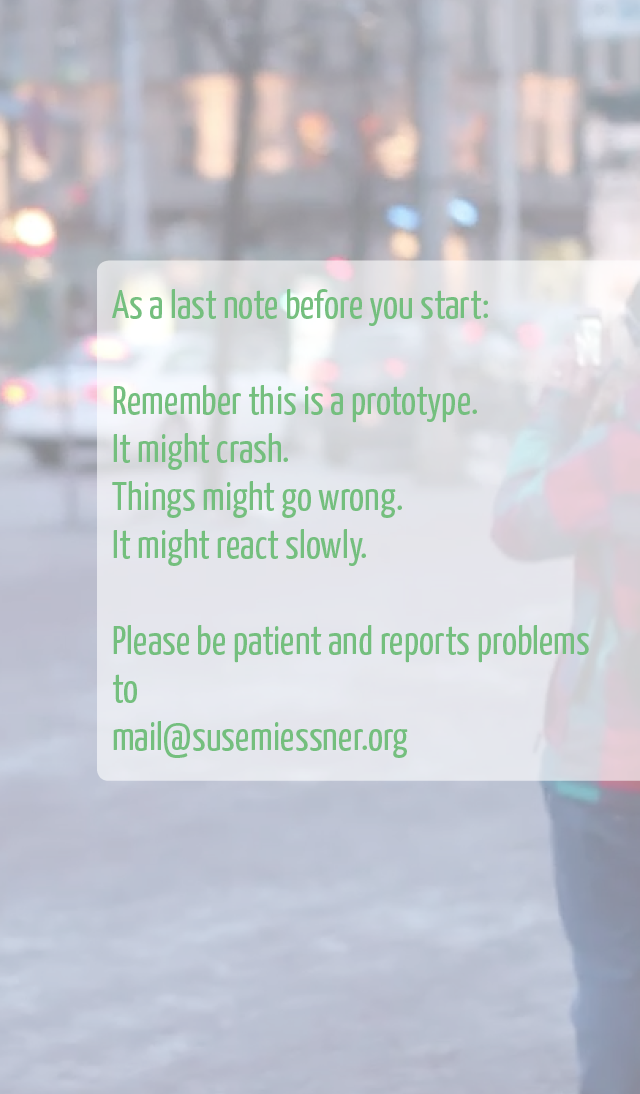 As a last note before you start:
Remember this is a prototype.
It might crash.
Things might go wrong.
It might react slowly.
Please be patient and reports problems
to
mail@susemiessner.org